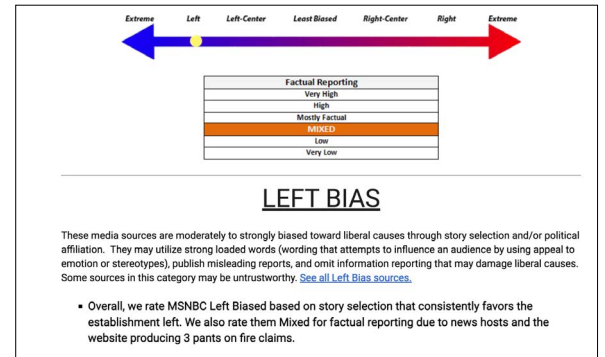 Extreme Left Left-Center Least Biased Right-Center Right Extreme
Factual Reporting
Very High
High
Mostly Factual
MIXED
Low
Very Low
LEFT BIAS
These media sources are moderately to strongly biased toward liberal causes through story selection and/or political
affiliation. They may utilize strong loaded words (wording that attempts to influence an audience by using appeal to
emotion or stereotypes), publish misleading reports, and omit information reporting that may damage liberal causes.
Some sources in this category may be untrustworthy. See all Left Bias sources.
▪ Overall, we rate MSNBC Left Biased based on story selection that consistently favors the
establishment left. We also rate them Mixed for factual reporting due to news hosts and the
website producing 3 pants on fire claims.